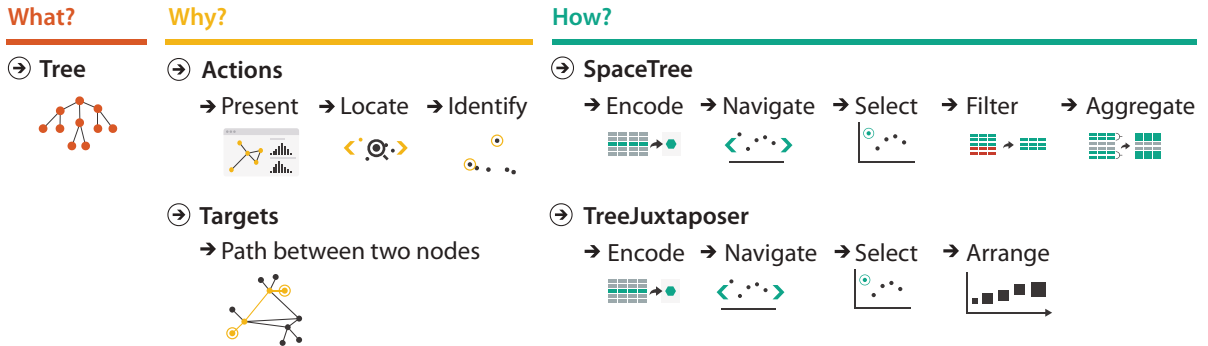 What?
Why?
How?
Tree
Actions
SpaceTree
Present
Locate
Identify
Encode
Navigate
Select
Filter
Aggregate
Targets
TreeJuxtaposer
Path between two nodes
Encode
Navigate
Select
Arrange